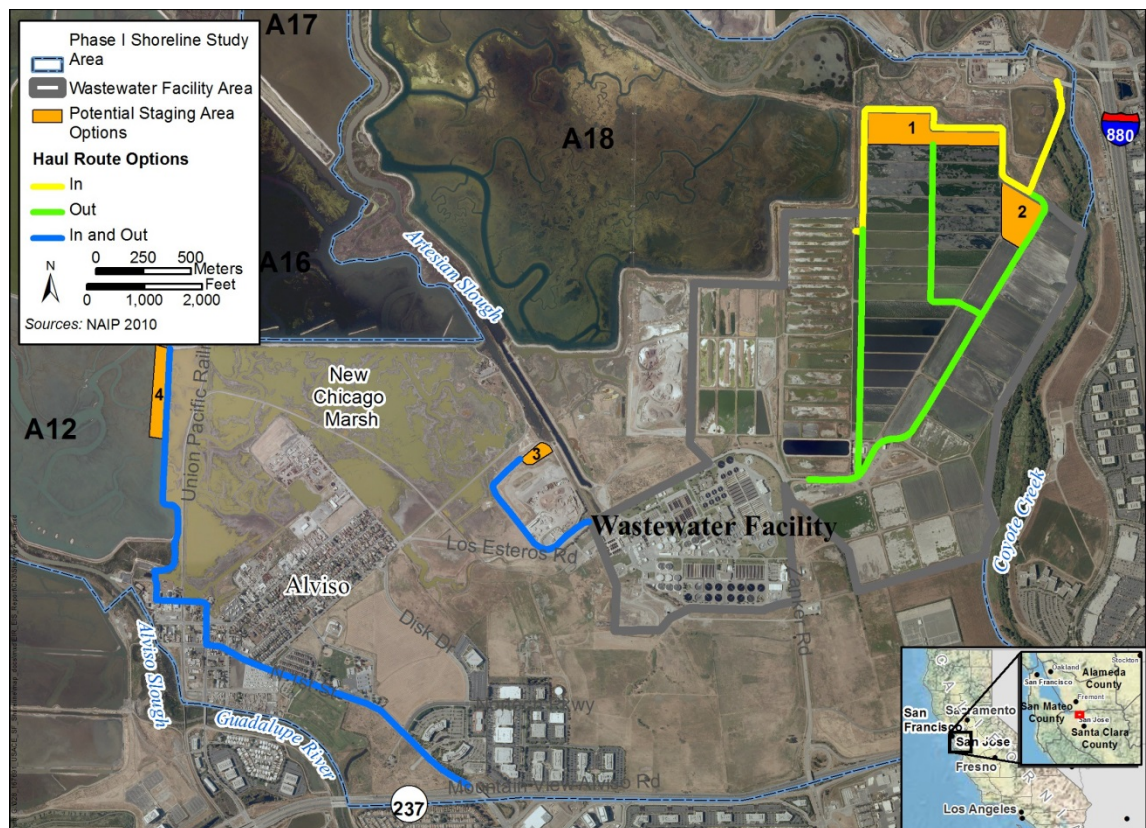 Phase I Shoreline Study
Area
Wastewater Facility Area
Potential Staging Area
Options
Haul Route Options
In
Out
In and Out
N
0 250 500
Meters
Feet
0 1,000 2,000
Sources: NAIP 2010
A17
A18
A16
A12
1
2
3
4
880
Artesian Slough
New
Chicago
Marsh
Union Pacific
Wastewater Facility
Los Esteros Rd
Alviso
Disk Dr
Zanker Rd
Coyote Creek
Alviso Slough
Guadalupe River
Mountain View Alviso Rd
237
San
Francisco
Sacramento
San Jose
Fresno
Los Angeles
Stockton
Oakland
San Francisco
Alameda
County
Fremont
San Mateo
County
San Jose
Santa Clara
County